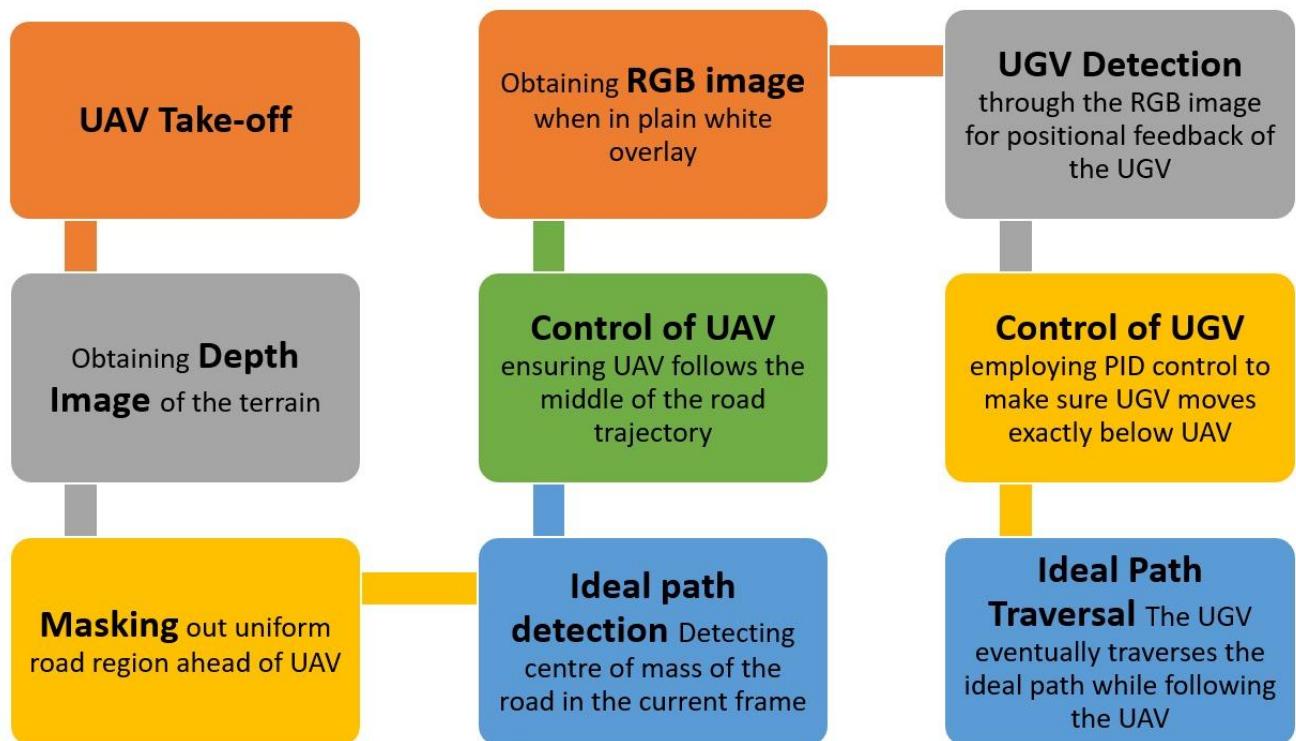 UAV Take-off
Obtaining Depth
Image of the terrain
Masking out uniform
road region ahead of UAV
Ideal path
detection Detecting
centre of mass of the
road in the current frame
Control of UAV
ensuring UAV follows the
middle of the road
trajectory
Obtaining RGB image
when in plain white
overlay
UGV Detection
through the RGB image
for positional feedback of
the UGV
Control of UGV
employing PID control to
make sure UGV moves
exactly below UAV
Ideal Path
Traversal The UGV
eventually traverses the
ideal path while following
the UAV